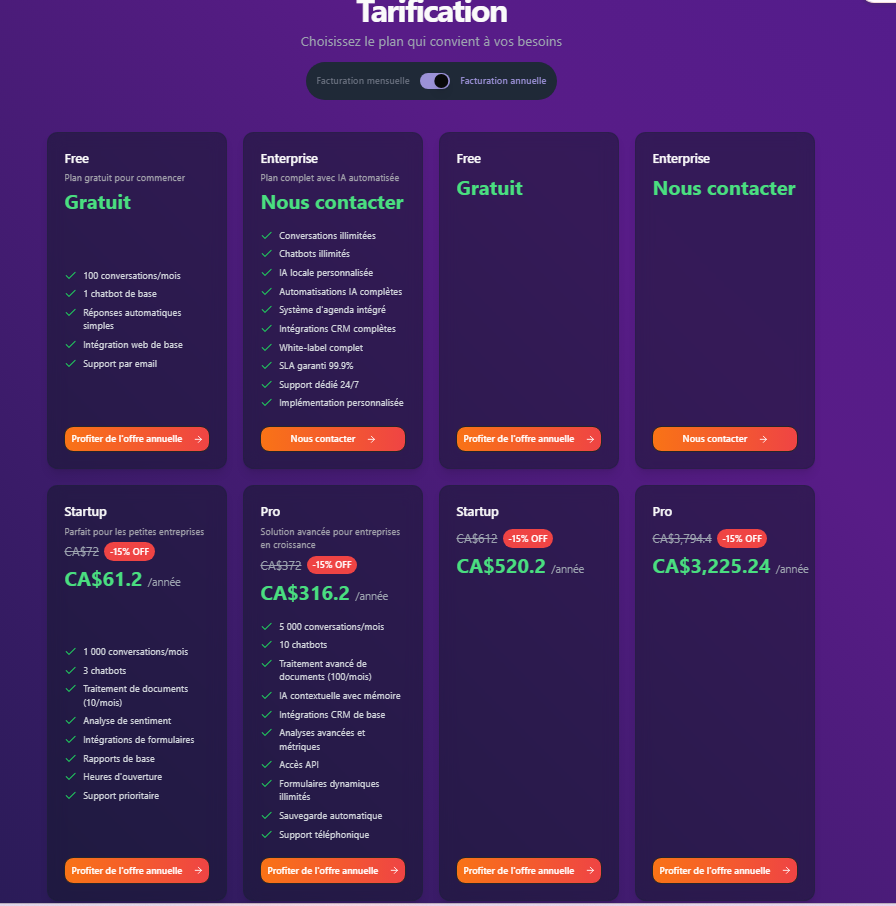 Tarification
Choisissez le plan qui convient à vos besoins
Facturation mensuelle
Facturation annuelle
Free
Plan gratuit pour commencer
Gratuit
100 conversations/mois
1 chatbot de base
Réponses automatiques
simples
Intégration web de base
Support par email
Profiter de l'offre annuelle →
Enterprise
Plan complet avec IA automatisée
Nous contacter
Conversations illimitées
Chatbots illimités
IA locale personnalisée
Automatisations IA complètes
Système d'agenda intégré
Intégrations CRM complètes
White-label complet
SLA garanti 99.9%
Support dédié 24/7
Implémentation personnalisée
Nous contacter →
Free
Gratuit
Profiter de l'offre annuelle →
Enterprise
Nous contacter
Nous contacter →
Startup
Parfait pour les petites entreprises
CA$72 -15% OFF
CA$61.2 /année
1 000 conversations/mois
3 chatbots
Traitement de documents
(10/mois)
Analyse de sentiment
Intégrations de formulaires
Rapports de base
Heures d'ouverture
Support prioritaire
Profiter de l'offre annuelle →
Pro
Solution avancée pour entreprises
en croissance
CA$372 -15% OFF
CA$316.2 /année
5 000 conversations/mois
10 chatbots
Traitement avancé de
documents (100/mois)
IA contextuelle avec mémoire
Intégrations CRM de base
Analyses avancées et
métriques
Accès API
Formulaires dynamiques
illimités
Sauvegarde automatique
Support téléphonique
Profiter de l'offre annuelle →
Startup
CA$612 -15% OFF
CA$520.2 /année
Profiter de l'offre annuelle →
Pro
CA$3,794.4 -15% OFF
CA$3,225.24 /année
Profiter de l'offre annuelle →